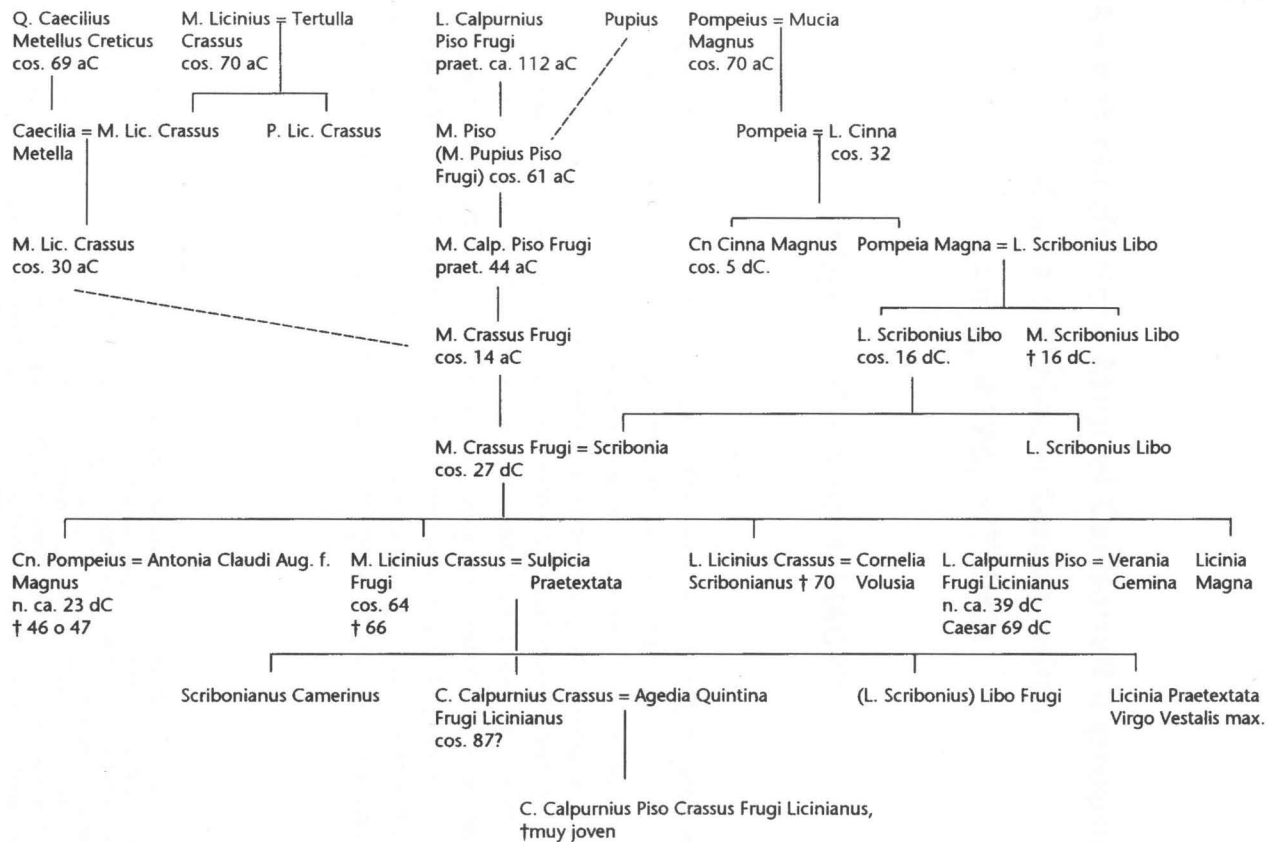 Q. Caecilius
Metellus Creticus
cos. 69 aC
M. Licinius = Tertulla
Crassus
cos. 70 aC
L. Calpurnius
Piso Frugi
praet. ca. 112 aC
Pupius
Pompeius = Mucia
Magnus
cos. 70 aC
Caecilia = M. Lic. Crassus
Metella
P. Lic. Crassus
M. Piso
(M. Pupius Piso
Frugi) cos. 61 aC
Pompeia = L. Cinna
cos. 32
M. Lic. Crassus
cos. 30 aC
M. Calp. Piso Frugi
praet. 44 aC
Cn Cinna Magnus
cos. 5 dC.
Pompeia Magna = L. Scribonius Libo
M. Crassus Frugi
cos. 14 aC
L. Scribonius Libo
cos. 16 dC.
M. Scribonius Libo
† 16 dC.
M. Crassus Frugi = Scribonia
cos. 27 dC
L. Scribonius Libo
Cn. Pompeius = Antonia Claudi Aug. f.
Magnus
n. ca. 23 dC
† 46 o 47
M. Licinius Crassus = Sulpicia
Frugi Praetextata
cos. 64
† 66
L. Licinius Crassus = Cornelia
Scribonianus † 70 Volusia
L. Calpurnius Piso = Verania
Frugi Licinianus Gemina
n. ca. 39 dC
Caesar 69 dC
Licinia
Magna
Scribonianus Camerinus
C. Calpurnius Crassus = Agedia Quintina
Frugi Licinianus
cos. 87?
(L. Scribonius) Libo Frugi
Licinia Praetextata
Virgo Vestalis max.
C. Calpurnius Piso Crassus Frugi Licinianus,
†muy joven